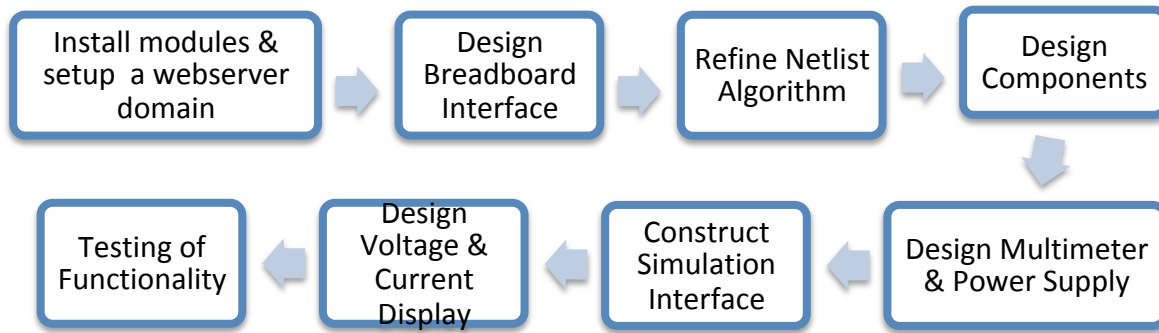 Install modules &
setup a webserver
domain
Design
Breadboard
Interface
Refine Netlist
Algorithm
Design
Components
Design Multimeter
& Power Supply
Construct
Simulation
Interface
Design
Voltage &
Current
Display
Testing of
Functionality